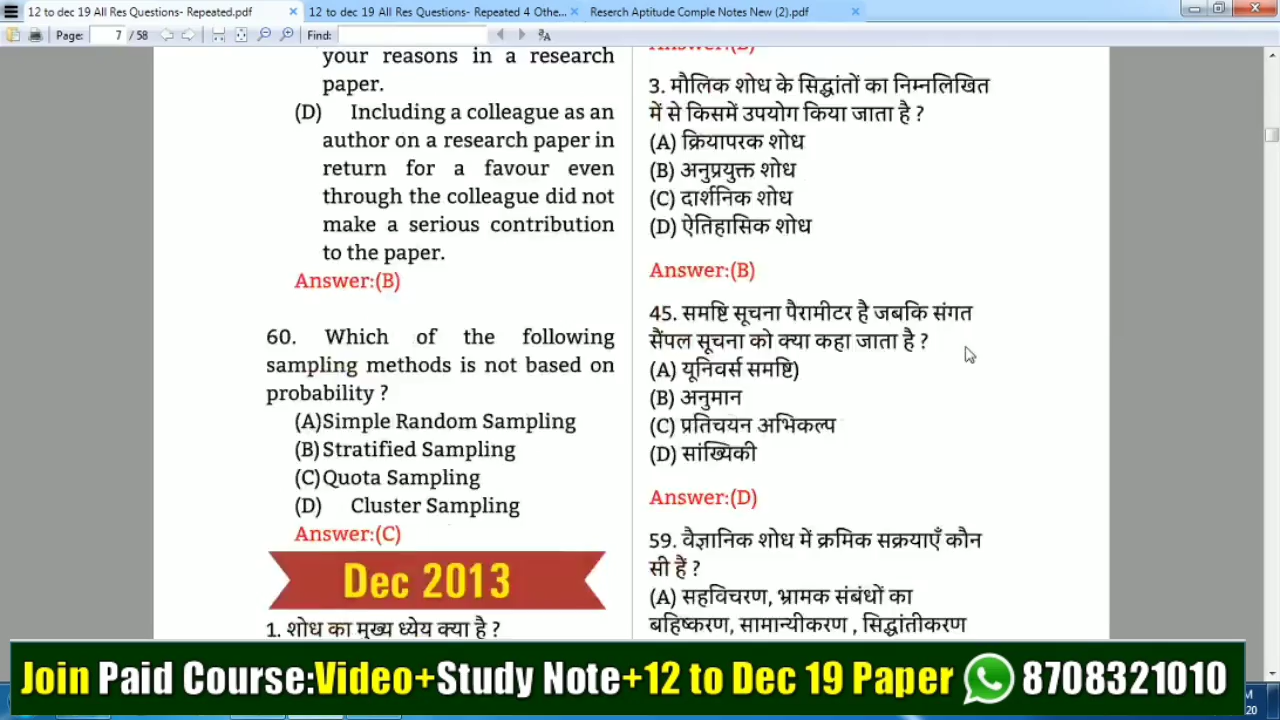 12 to dec 19 All Res Questions- Repeated.pdf
12 to dec 19 All Res Questions- Repeated 4 Othe...
Reserch Aptitude Comple Notes New (2).pdf
Page: 7 / 58
Find:
your reasons in a research
paper.
(D) Including a colleague as an
author on a research paper in
return for a favour even
through the colleague did not
make a serious contribution
to the paper.
Answer:(B)
60. Which of the following
sampling methods is not based on
probability ?
(A)Simple Random Sampling
(B)Stratified Sampling
(C)Quota Sampling
(D) Cluster Sampling
Answer:(C)
Dec 2013
1. शोध का मुख्य ध्येय क्या है ?
3. मौलिक शोध के सिद्धांतों का निम्नलिखित
में से किसमें उपयोग किया जाता है ?
(A) क्रियापरक शोध
(B) अनुप्रयुक्त शोध
(C) दार्शनिक शोध
(D) ऐतिहासिक शोध
Answer:(B)
45. समष्टि सूचना पैरामीटर है जबकि संगत
सैंपल सूचना को क्या कहा जाता है ?
(A) यूनिवर्स समष्टि)
(B) अनुमान
(C) प्रतिचयन अभिकल्प
(D) सांख्यिकी
Answer:(D)
59. वैज्ञानिक शोध में क्रमिक सक्रयाएँ कौन
सी हैं ?
(A) सहविचरण, भ्रामक संबंधों का
बहिष्करण, सामान्यीकरण , सिद्धांतीकरण
Join Paid Course:Video+Study Note+12 to Dec 19 Paper 8708321010